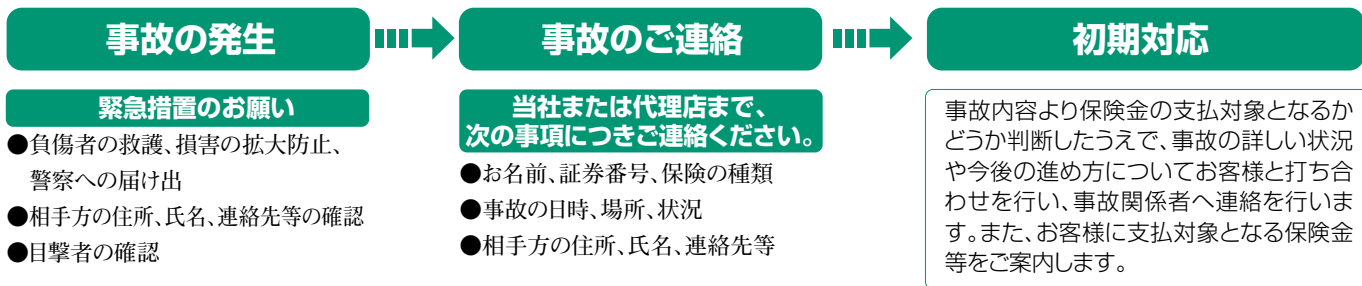 事故の発生
緊急措置のお願い
●負傷者の救護、損害の拡大防止、
警察への届け出
●相手方の住所、氏名、連絡先等の確認
●目撃者の確認
事故のご連絡
当社または代理店まで、
次の事項につきご連絡ください。
●お名前、証券番号、保険の種類
●事故の日時、場所、状況
●相手方の住所、氏名、連絡先等
初期対応
事故内容より保険金の支払対象となるか
どうか判断したうえで、事故の詳しい状況
や今後の進め方についてお客様と打ち合
わせを行い、事故関係者へ連絡を行いま
す。また、お客様に支払対象となる保険金
等をご案内します。